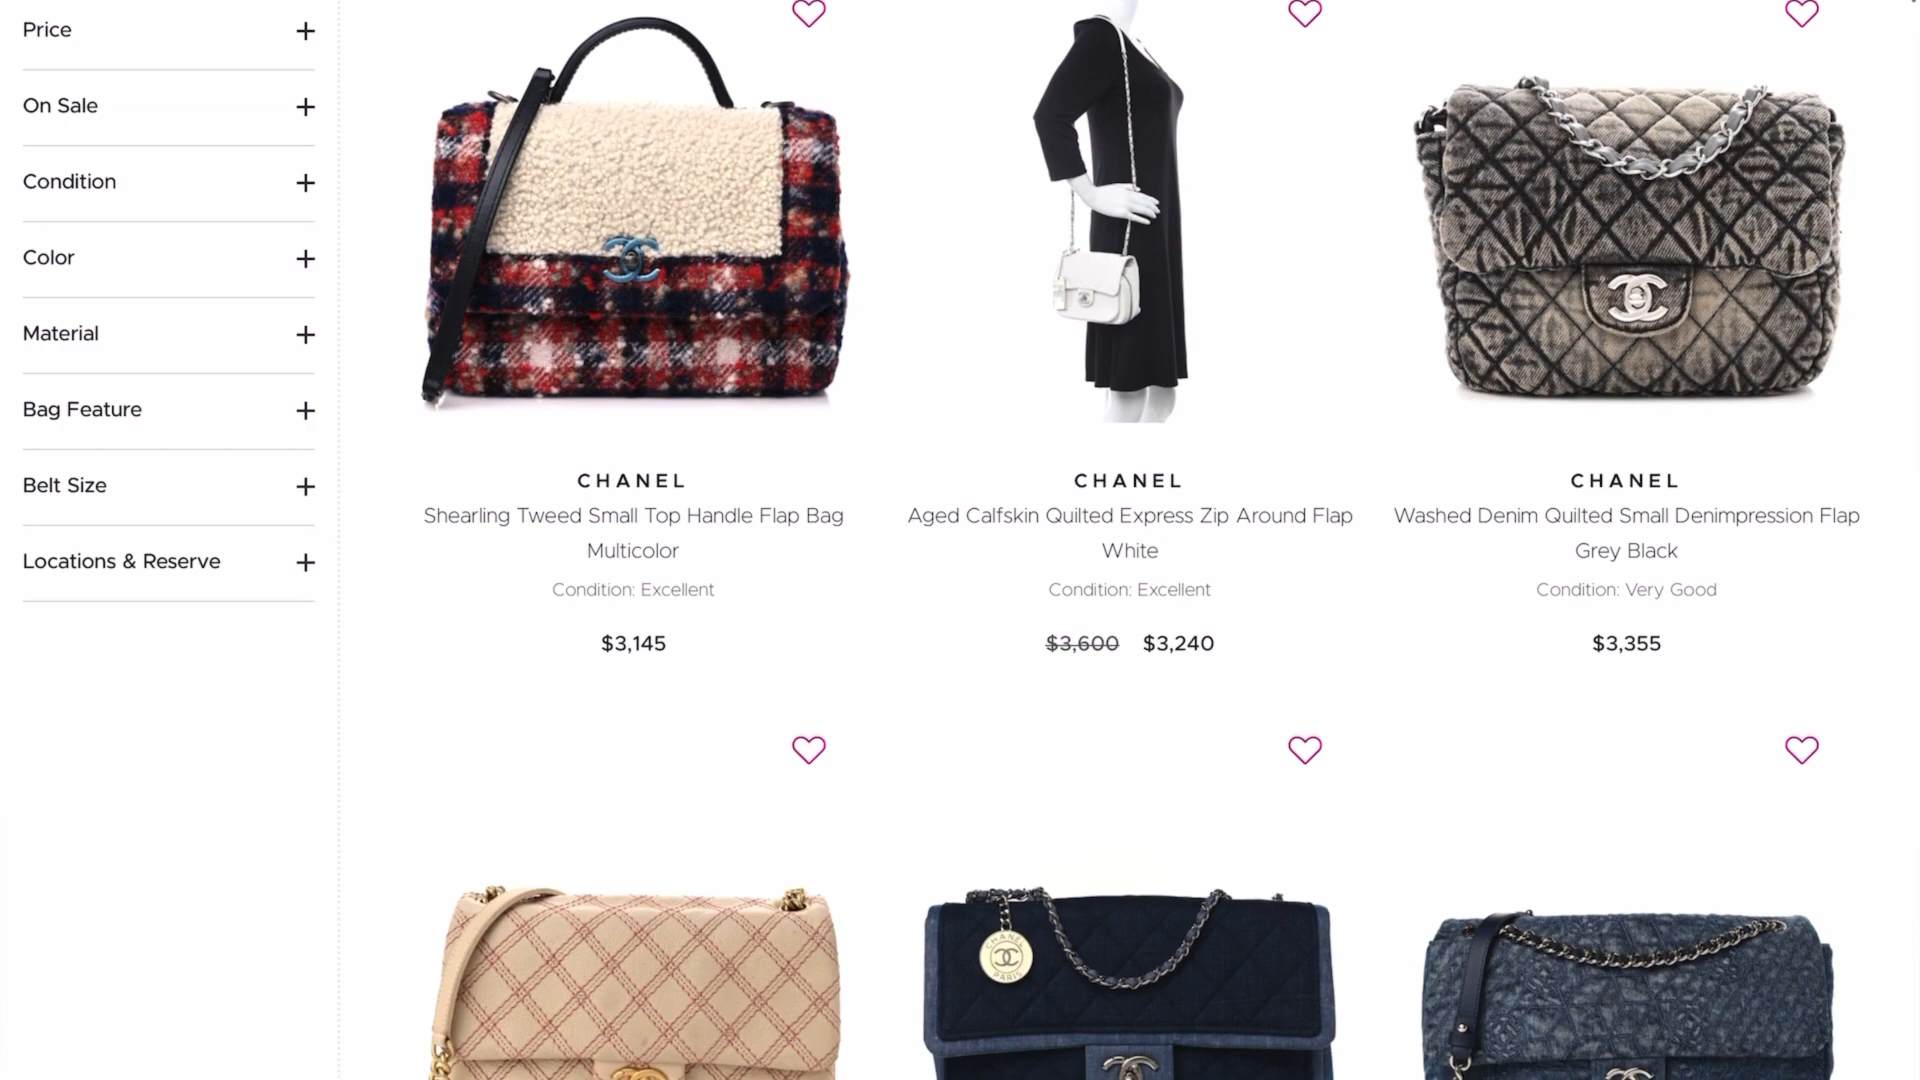 Price
On Sale
Condition
Color
Material
Bag Feature
Belt Size
Locations & Reserve
CHANEL
Shearling Tweed Small Top Handle Flap Bag
Multicolor
Condition: Excellent
$3,145
CHANEL
Aged Calfskin Quilted Express Zip Around Flap
White
Condition: Excellent
$3,600 $3,240
CHANEL
Washed Denim Quilted Small Denimpression Flap
Grey Black
Condition: Very Good
$3,355
CHANEL
PARIS